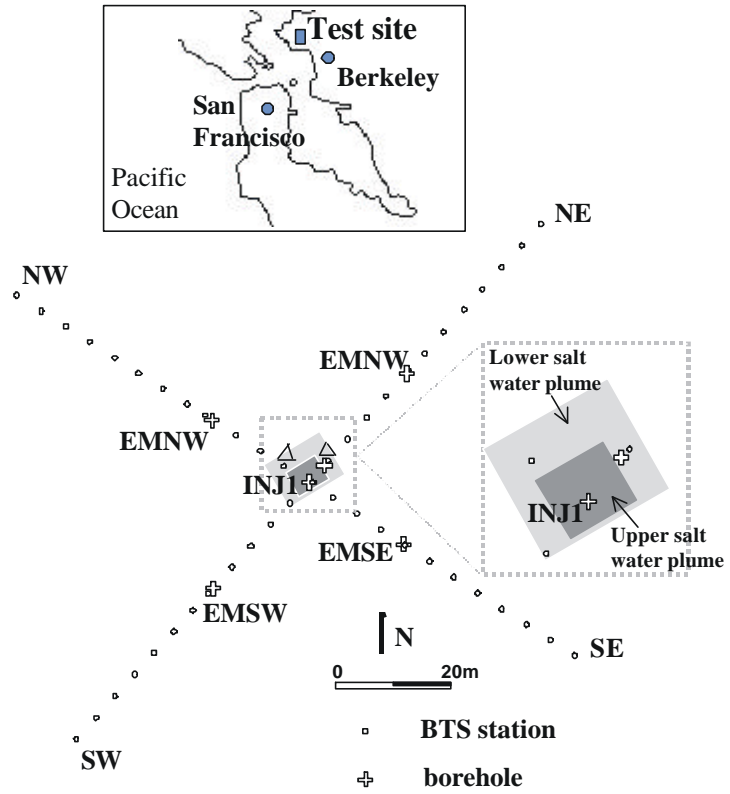 Test site
Berkeley
San
Francisco
Pacific
Ocean
NE
NW
EMNW
Lower salt
water plume
EMNW
INJ1
INJ1
Upper salt
water plume
EMSE
EMSW
N
SE
0 20m
BTS station
SW
borehole